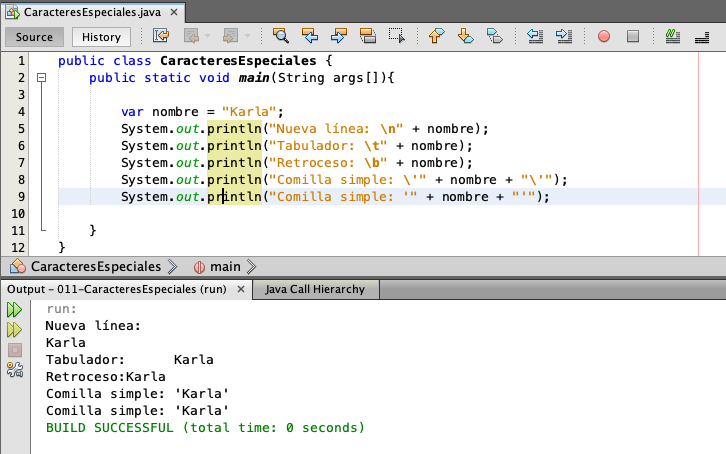 CaracteresEspeciales.java ×
Source History
1 public class CaracteresEspeciales {
2 public static void main(String args[]){
3
4 var nombre = "Karla";
5 System.out.println("Nueva línea: \n" + nombre);
6 System.out.println("Tabulador: \t" + nombre);
7 System.out.println("Retroceso: \b" + nombre);
8 System.out.println("Comilla simple: \'" + nombre + "\'");
9 System.out.println("Comilla simple: '" + nombre + "'");
10
11 }
12 }
CaracteresEspeciales main
Output - 011-CaracteresEspeciales (run) × Java Call Hierarchy
run:
Nueva línea:
Karla
Tabulador: Karla
Retroceso:Karla
Comilla simple: 'Karla'
Comilla simple: 'Karla'
BUILD SUCCESSFUL (total time: 0 seconds)